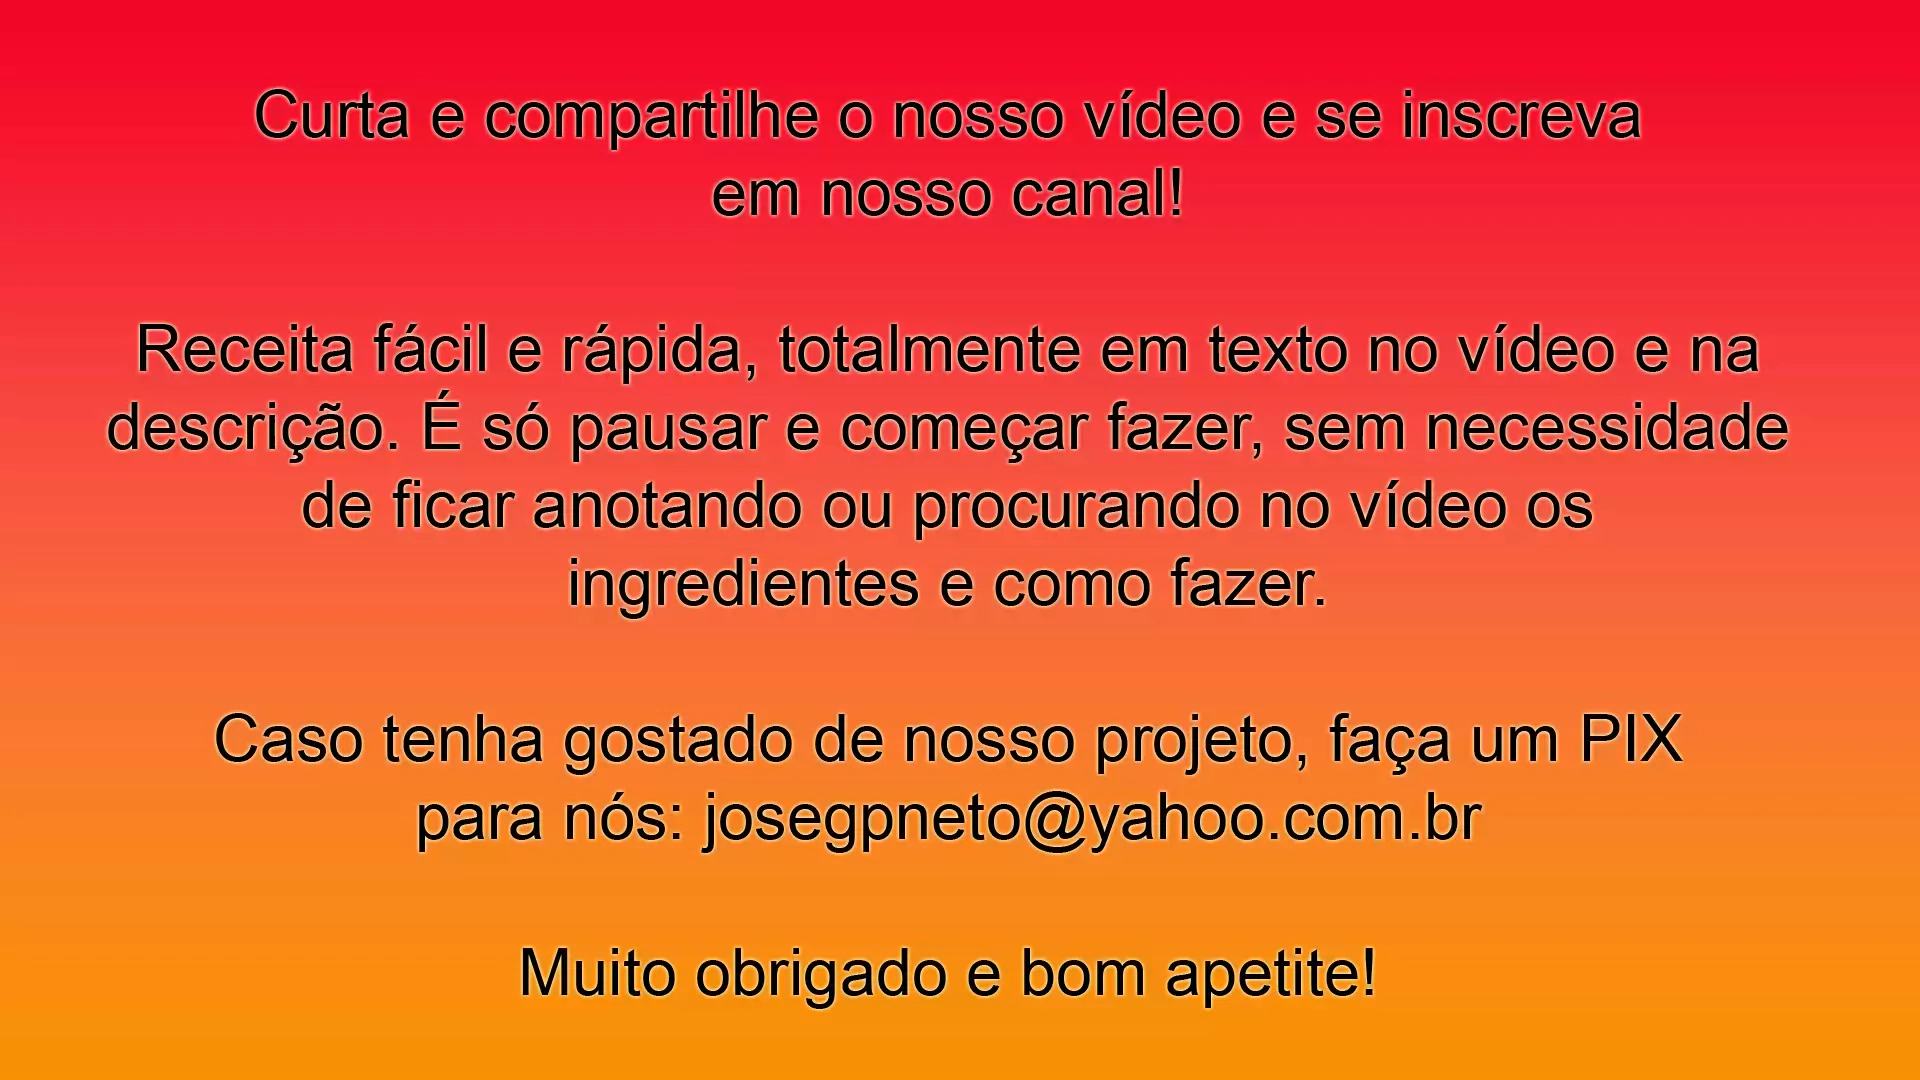 Curta e compartilhe o nosso vídeo e se inscreva
em nosso canal!
Receita fácil e rápida, totalmente em texto no vídeo e na
descrição. É só pausar e começar fazer, sem necessidade
de ficar anotando ou procurando no vídeo os
ingredientes e como fazer.
Caso tenha gostado de nosso projeto, faça um PIX
para nós: josegpneto@yahoo.com.br
Muito obrigado e bom apetite!